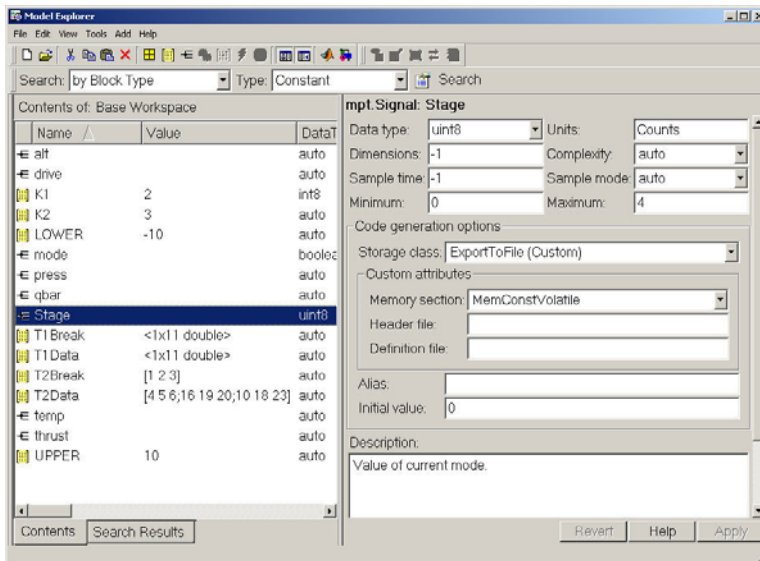 Model Explorer
File Edit View Tools Add Help
Search: by Block Type Type: Constant Search
Contents of: Base Workspace
Name Value DataT
alt auto
drive auto
K1 2 int8
K2 3 auto
LOWER -10 auto
mode boolea
press auto
qbar auto
Stage uint8
T1Break <1x11 double> auto
T1Data <1x11 double> auto
T2Break [1 2 3] auto
T2Data [4 5 6;16 19 20;10 18 23] auto
temp auto
thrust auto
UPPER 10 auto
Contents Search Results
mpt.Signal: Stage
Data type: uint8 Units: Counts
Dimensions: -1 Complexity: auto
Sample time: -1 Sample mode: auto
Minimum: 0 Maximum: 4
Code generation options
Storage class: ExportToFile (Custom)
Custom attributes
Memory section: MemConstVolatile
Header file:
Definition file:
Alias:
Initial value: 0
Description:
Value of current mode.
Revert Help Apply